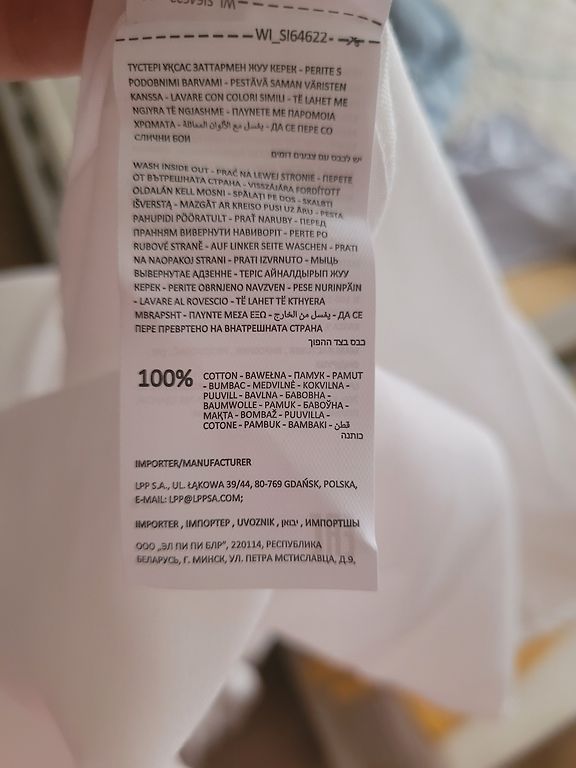 WI_SI64622
ТҮСТЕРІ ҰҚСАС ЗАТТАРМЕН ЖУУ КЕРЕК - PERITE S
PODOBNIMI BARVAMI - PESTÄVÄ SAMAN VÄRISTEN
KANSSA - LAVARE CON COLORI SIMILI - TË LAHET ME
NGJYRA TË NGJASHME - ΠΛΥΝΕΤΕ ΜΕ ΠΑΡΟΜΟΙΑ
ΧΡΩΜΑΤΑ - يغسل مع الألوان المماثلة - ДА СЕ ПЕРЕ СО
СЛИЧНИ БОИ
יש לכבס עם צבעים דומים
WASH INSIDE OUT - PRAĆ NA LEWEJ STRONIE - ПЕРЕТЕ
ОТ ВЪТРЕШНАТА СТРАНА - VISSZÁJÁRA FORDÍTOTT
OLDALÁN KELL MOSNI - SPĂLAȚI PE DOS - SKALBTI
IŠVERSTĄ - MAZGĀT AR KREISO PUSI UZ ĀRU - PESTA
PAHUPIDI PÖÖRATULT - PRAŤ NARUBY - ПЕРЕД
ПРАННЯМ ВИВЕРНУТИ НАВИВОРІТ - PERTE PO
RUBOVÉ STRANĚ - AUF LINKER SEITE WASCHEN - PRATI
NA NAOPAKOJ STRANI - PRATI IZVRNUTO - МЫЦЬ
ВЫВЕРНУТАЕ АДЗЕННЕ - ТЕРІС АЙНАЛДЫРЫП ЖУУ
КЕРЕК - PERITE OBRNJENO NAVZVEN - PESE NURINPÄIN
- LAVARE AL ROVESCIO - TË LAHET TË KTHYERA
MBRAPSHT - ΠΛΥΝΤΕ ΜΕΣΑ ΕΞΩ - يغسل من الخارج - ДА СЕ
ПЕРЕ ПРЕВРТЕНО НА ВНАТРЕШНАТА СТРАНА
כבס בצד ההפוך
100% COTTON - BAWEŁNA - ПАМУК - PAMUT
- BUMBAC - MEDVILNĖ - KOKVILNA -
PUUVILL - BAVLNA - БАВОВНА -
BAUMWOLLE - PAMUK - БАВОЎНА -
МАҚТА - BOMBAŽ - PUUVILLA -
COTONE - PAMBUK - BAMBAKI - قطن
כותנה
IMPORTER/MANUFACTURER
LPP S.A., UL. ŁĄKOWA 39/44, 80-769 GDAŃSK, POLSKA,
E-MAIL: LPP@LPPSA.COM;
IMPORTER , ІМПОРТЕР , UVOZNIK , יבואן , ИМПОРТШЫ
ООО „ЭЛ ПИ ПИ БЛР”, 220114, РЕСПУБЛИКА
БЕЛАРУСЬ, Г. МИНСК, УЛ. ПЕТРА МСТИСЛАВЦА, Д.9,